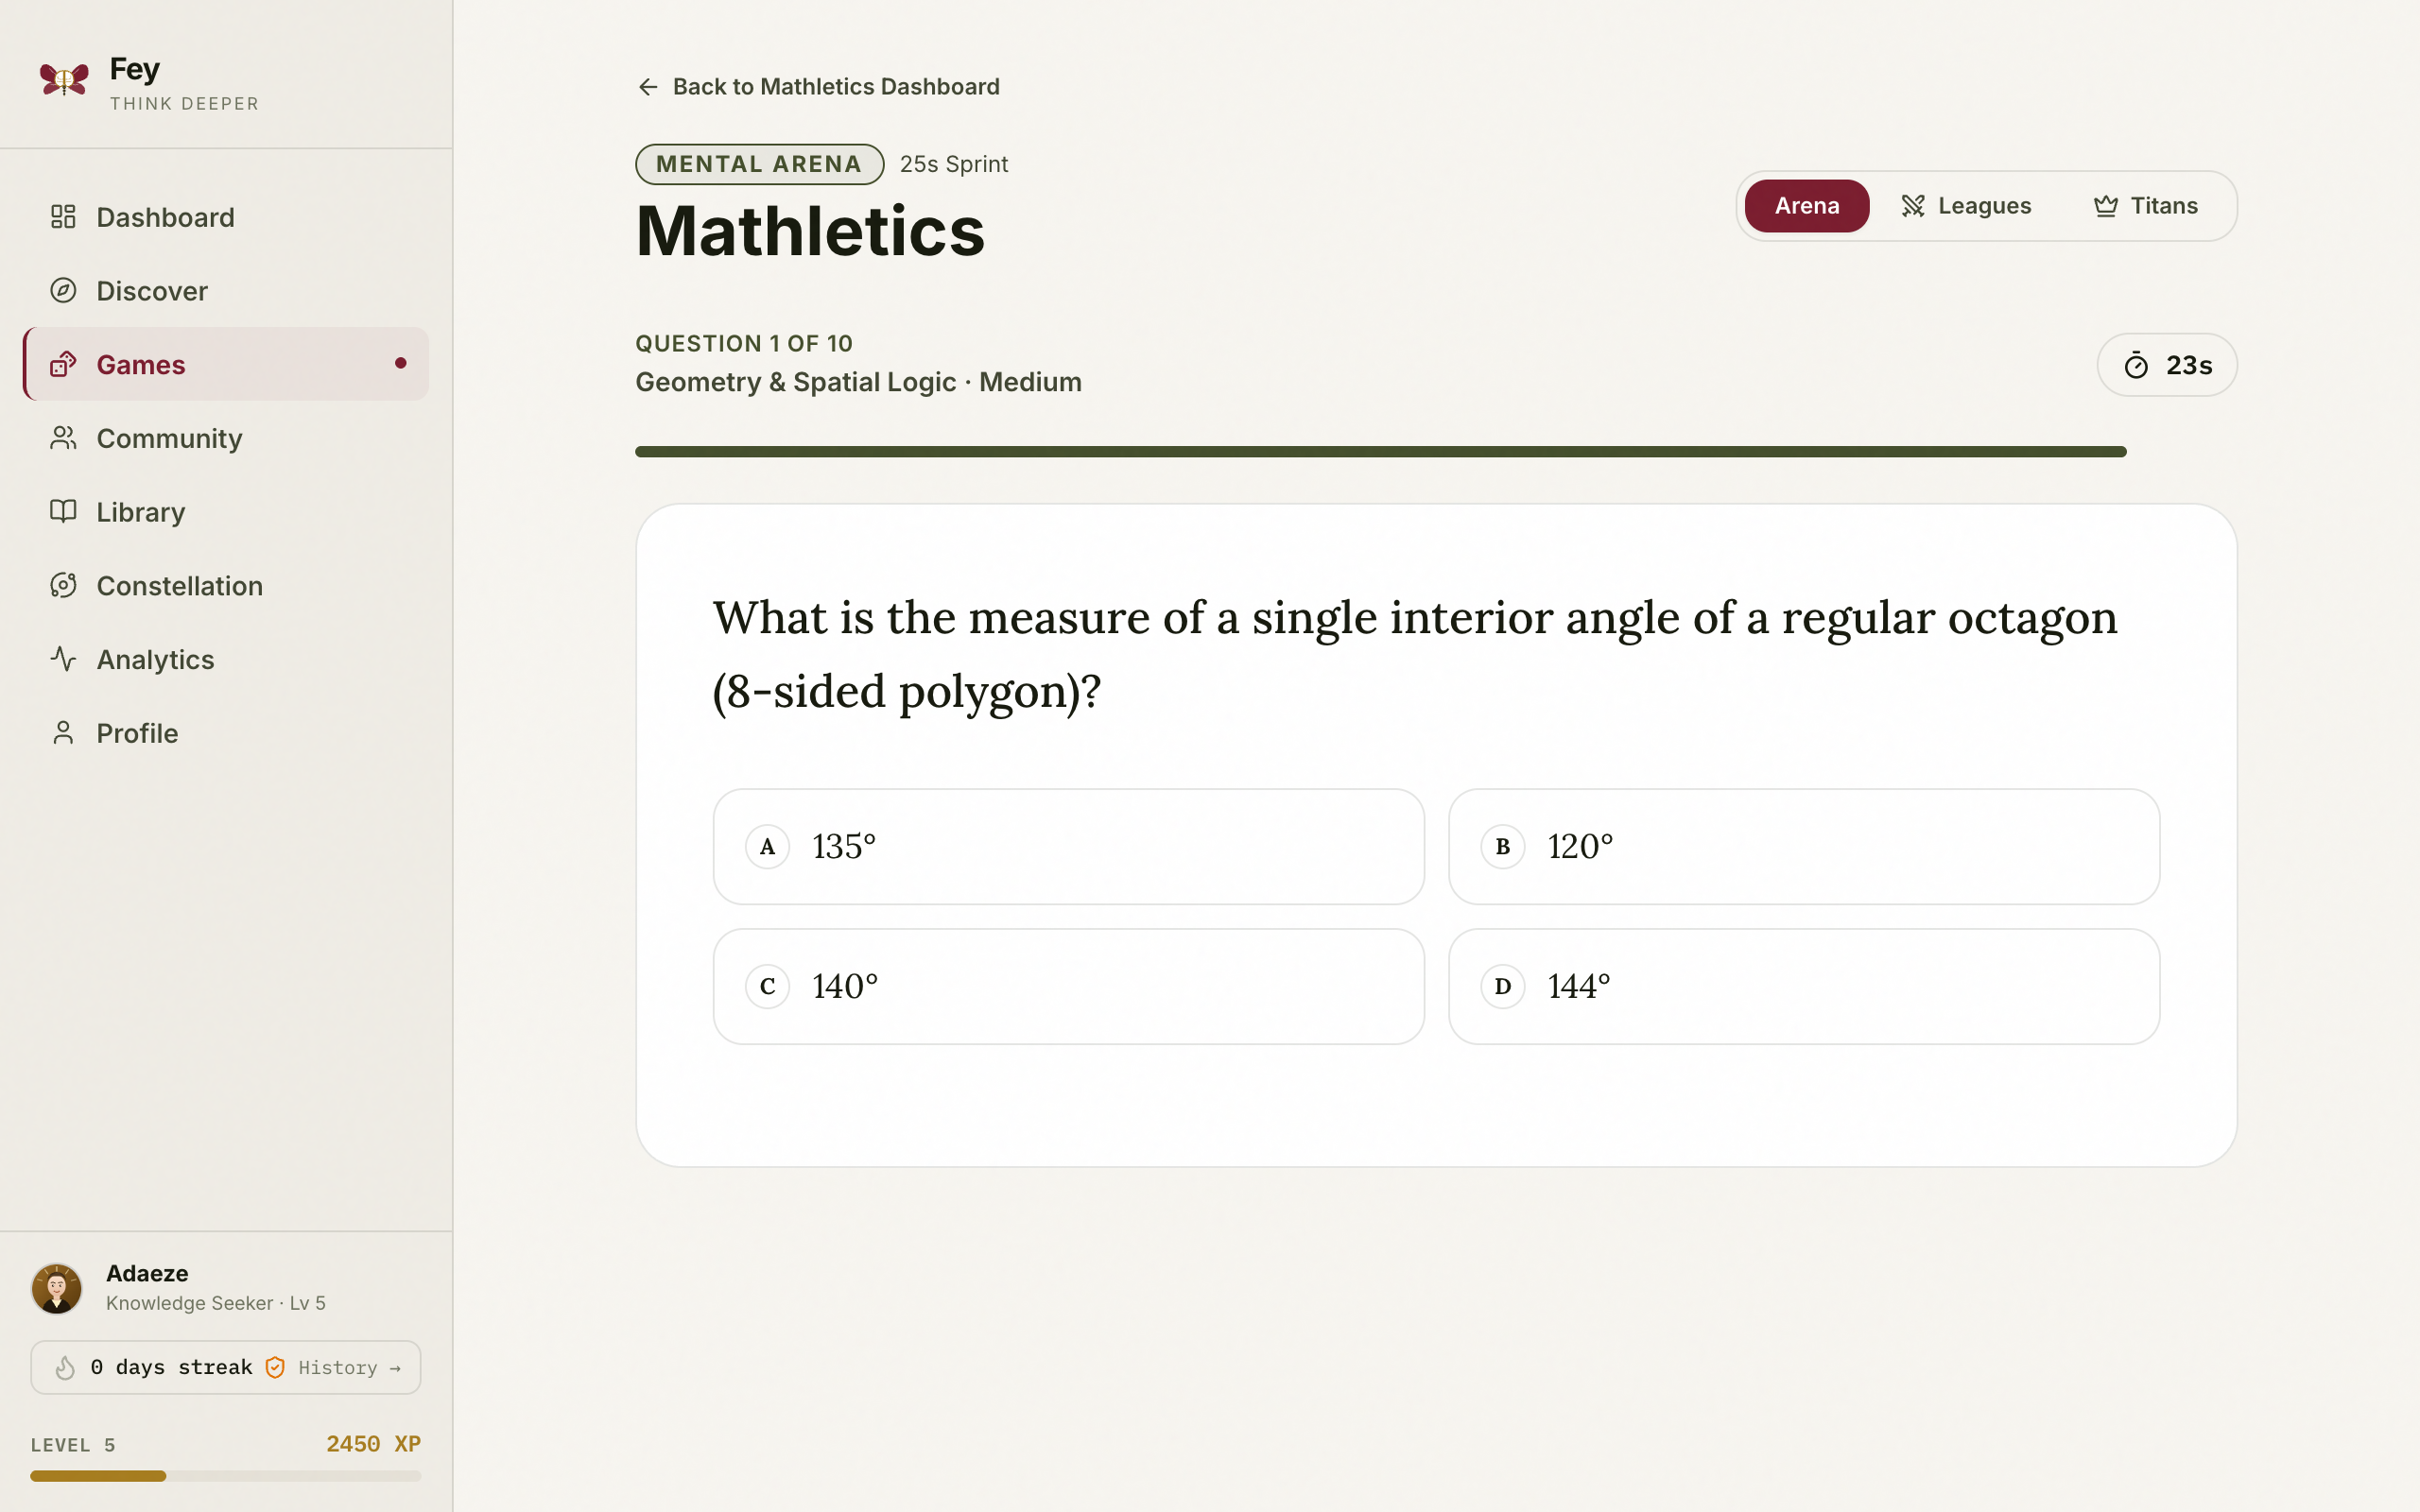 Fey
THINK DEEPER
Dashboard
Discover
Games
Community
Library
Constellation
Analytics
Profile
Adaeze
Knowledge Seeker · Lv 5
0 days streak History →
LEVEL 5 2450 XP
← Back to Mathletics Dashboard
MENTAL ARENA 25s Sprint
Mathletics
Arena Leagues Titans
QUESTION 1 OF 10
Geometry & Spatial Logic · Medium
23s
What is the measure of a single interior angle of a regular octagon
(8-sided polygon)?
A 135°
B 120°
C 140°
D 144°